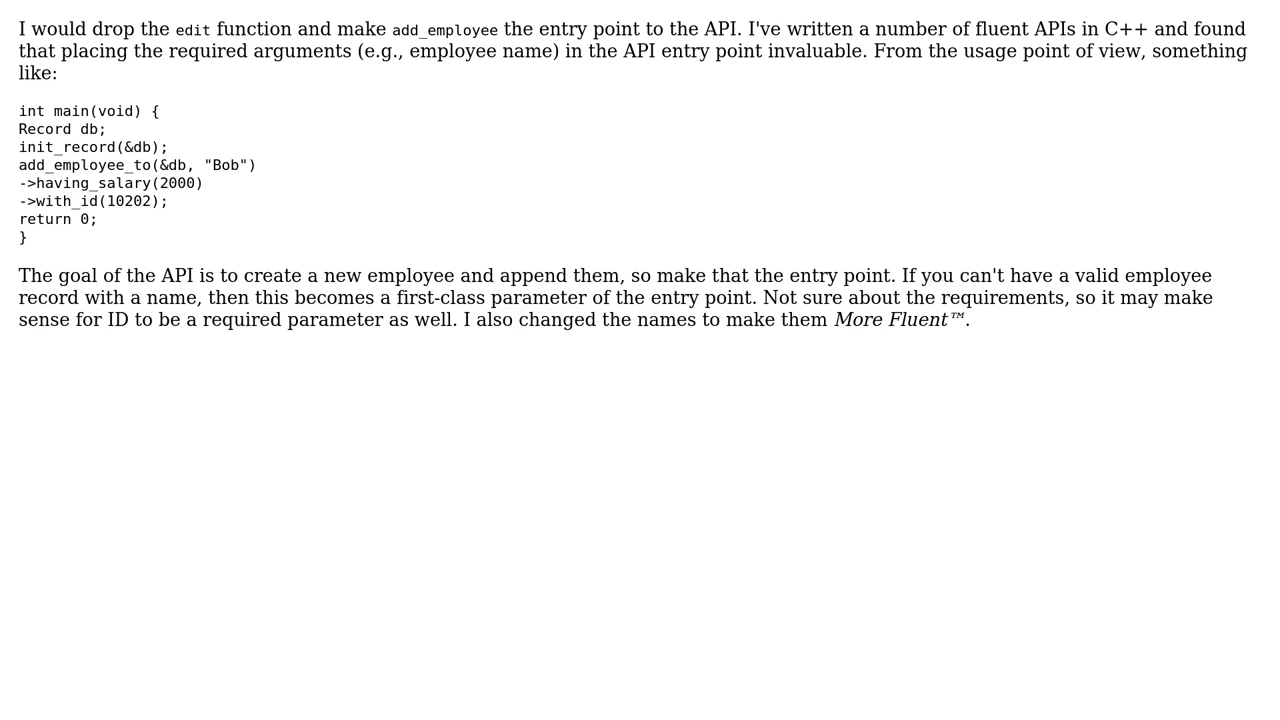 I would drop the edit function and make add_employee the entry point to the API. I've written a number of fluent APIs in C++ and found
that placing the required arguments (e.g., employee name) in the API entry point invaluable. From the usage point of view, something
like:
int main(void) {
Record db;
init_record(&db);
add_employee_to(&db, "Bob")
->having_salary(2000)
->with_id(10202);
return 0;
}
The goal of the API is to create a new employee and append them, so make that the entry point. If you can't have a valid employee
record with a name, then this becomes a first-class parameter of the entry point. Not sure about the requirements, so it may make
sense for ID to be a required parameter as well. I also changed the names to make them More Fluent™.